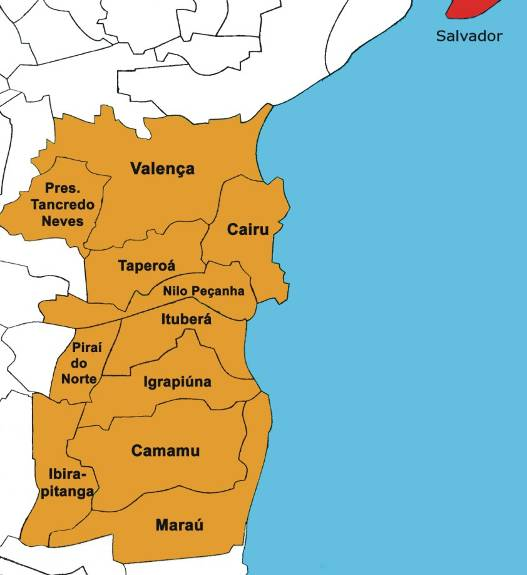 Salvador
Valença
Pres.
Tancredo
Neves
Cairu
Taperoá
Nilo Peçanha
Ituberá
Piraí
do
Norte
Igrapiúna
Camamu
Ibira-
pitanga
Maraú